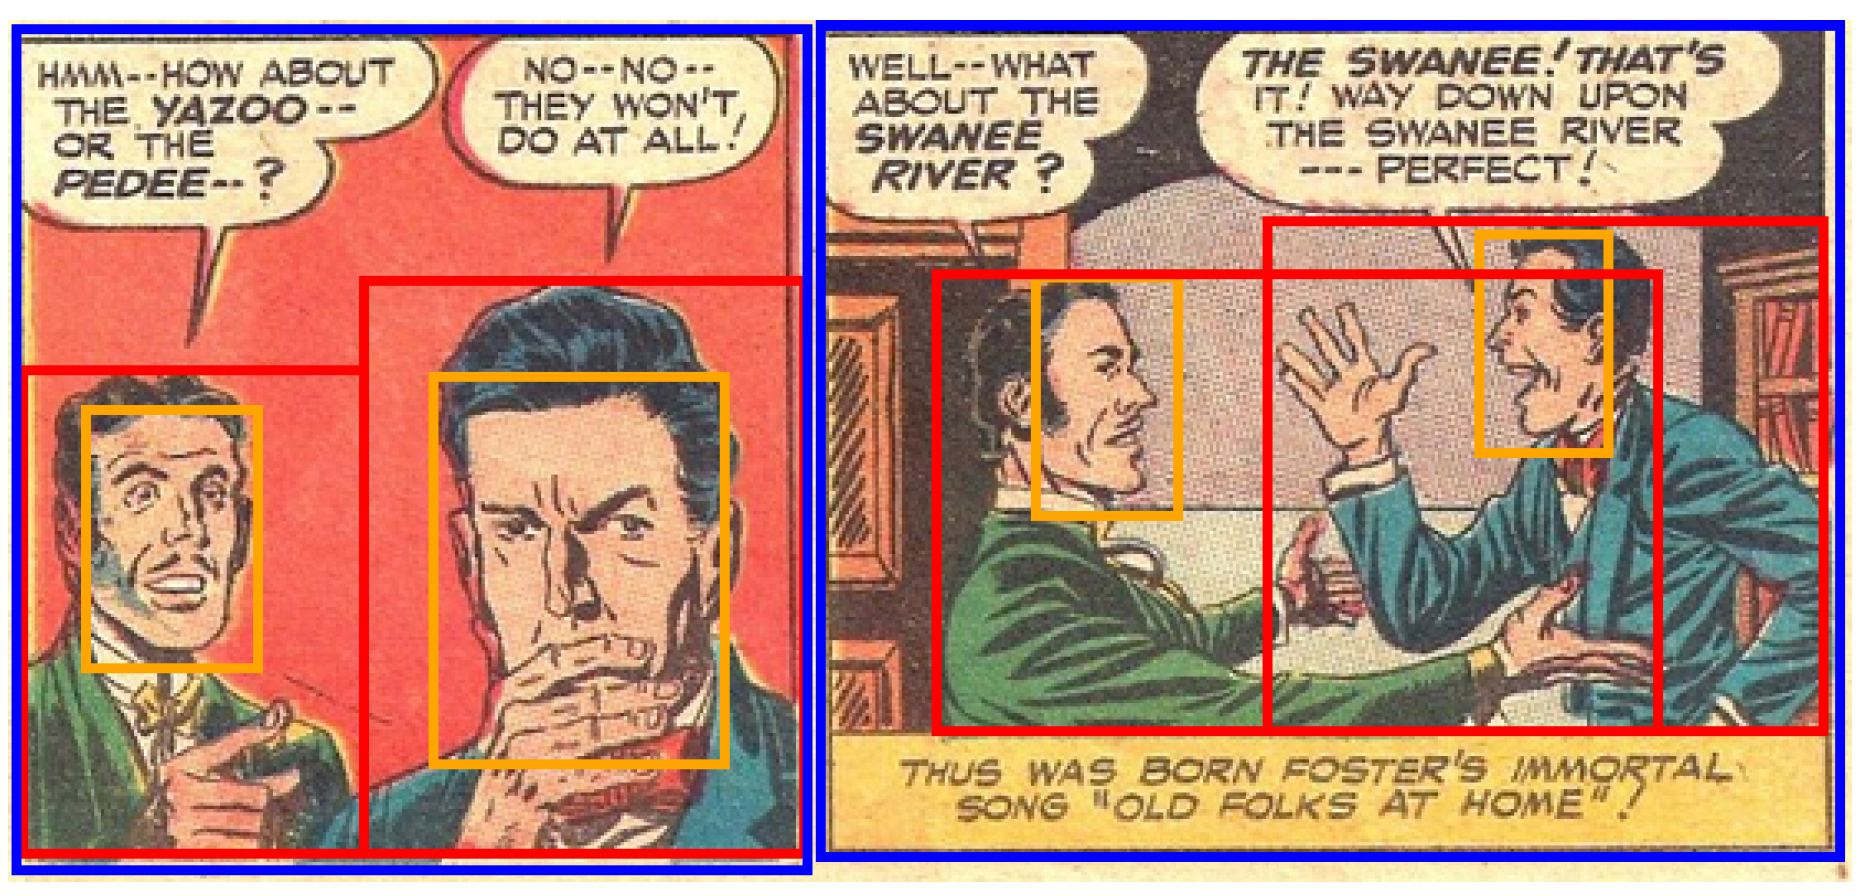 HMM--HOW ABOUT
THE YAZOO--
OR THE
PEDEE--?
NO--NO--
THEY WON'T
DO AT ALL!
WELL--WHAT
ABOUT THE
SWANEE
RIVER?
THE SWANEE! THAT'S
IT! WAY DOWN UPON
THE SWANEE RIVER
---PERFECT!
THUS WAS BORN FOSTER'S IMMORTAL
SONG "OLD FOLKS AT HOME"!